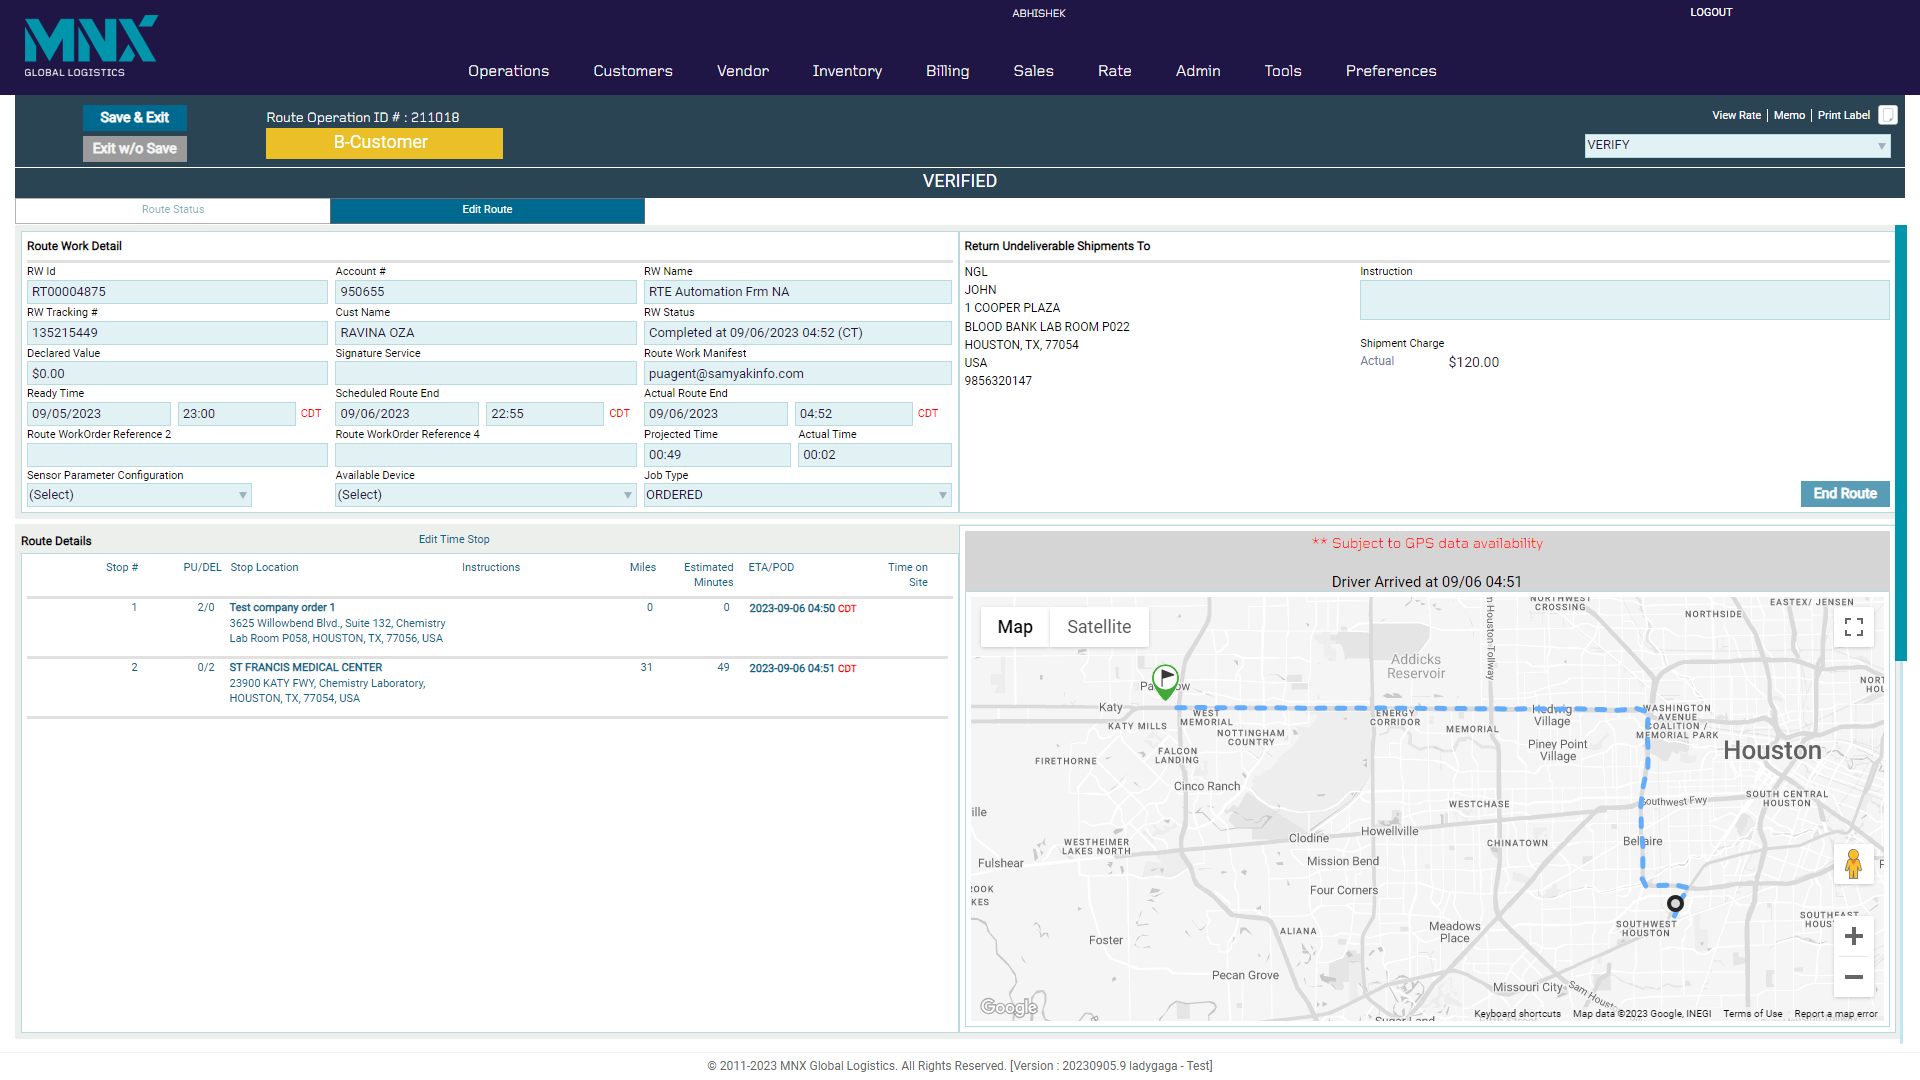 MNX
GLOBAL LOGISTICS
ABHISHEK
LOGOUT
Operations Customers Vendor Inventory Billing Sales Rate Admin Tools Preferences
Save & Exit
Exit w/o Save
Route Operation ID # : 211018
B-Customer
View Rate | Memo | Print Label
VERIFY
VERIFIED
Route Status
Edit Route
Route Work Detail
RW Id Account # RW Name
RT00004875 950655 RTE Automation Frm NA
RW Tracking # Cust Name RW Status
135215449 RAVINA OZA Completed at 09/06/2023 04:52 (CT)
Declared Value Signature Service Route Work Manifest
$0.00 puagent@samyakinfo.com
Ready Time Scheduled Route End Actual Route End
09/05/2023 23:00 CDT 09/06/2023 22:55 CDT 09/06/2023 04:52 CDT
Route WorkOrder Reference 2 Route WorkOrder Reference 4 Projected Time Actual Time
00:49 00:02
Sensor Parameter Configuration Available Device Job Type
(Select) (Select) ORDERED
Return Undeliverable Shipments To
NGL
JOHN
1 COOPER PLAZA
BLOOD BANK LAB ROOM P022
HOUSTON, TX, 77054
USA
9856320147
Instruction
Shipment Charge
Actual $120.00
End Route
Route Details
Edit Time Stop
Stop # PU/DEL Stop Location Instructions Miles Estimated Minutes ETA/POD Time on Site
1 2/0 Test company order 1 0 0 2023-09-06 04:50 CDT
3625 Willowbend Blvd., Suite 132, Chemistry
Lab Room P058, HOUSTON, TX, 77056, USA
2 0/2 ST FRANCIS MEDICAL CENTER 31 49 2023-09-06 04:51 CDT
23900 KATY FWY, Chemistry Laboratory,
HOUSTON, TX, 77054, USA
** Subject to GPS data availability
Driver Arrived at 09/06 04:51
Map
Satellite
NORTHWEST
CROSSING
NORTHSIDE
EASTEX/ JENSEN
Houston Tollway
Addicks
Reservoir
Katy
KATY MILLS
WEST
MEMORIAL
NOTTINGHAM
COUNTRY
ENERGY
CORRIDOR
MEMORIAL
Hedwig
Village
Piney Point
Village
WASHINGTON
AVENUE
COALITION /
MEMORIAL PARK
Houston
FALCON
LANDING
FIRETHORNE
Cinco Ranch
WESTCHASE
Southwest Fwy
SOUTH CENTRAL
HOUSTON
Clodine
Howellville
CHINATOWN
Bellaire
WESTHEIMER
LAKES NORTH
Fulshear
Mission Bend
Four Corners
ALIANA
Meadows
Place
SOUTHWEST
HOUSTON
Foster
Pecan Grove
Missouri City
Sugar Land
Google
Keyboard shortcuts
Map data ©2023 Google, INEGI
Terms of Use
Report a map error
© 2011-2023 MNX Global Logistics. All Rights Reserved. [Version : 20230905.9 ladygaga - Test]